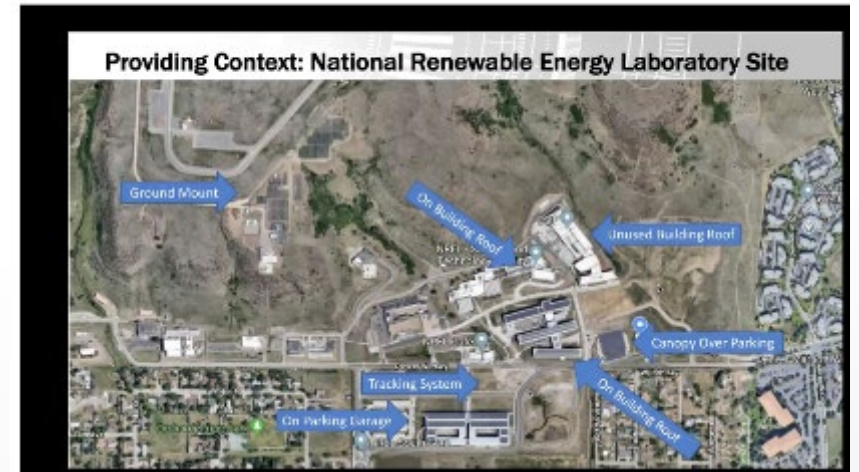 Providing Context: National Renewable Energy Laboratory Site
Ground Mount
On Building Roof
Unused Building Roof
Canopy Over Parking
Tracking System
On Parking Garage
On Building Roof